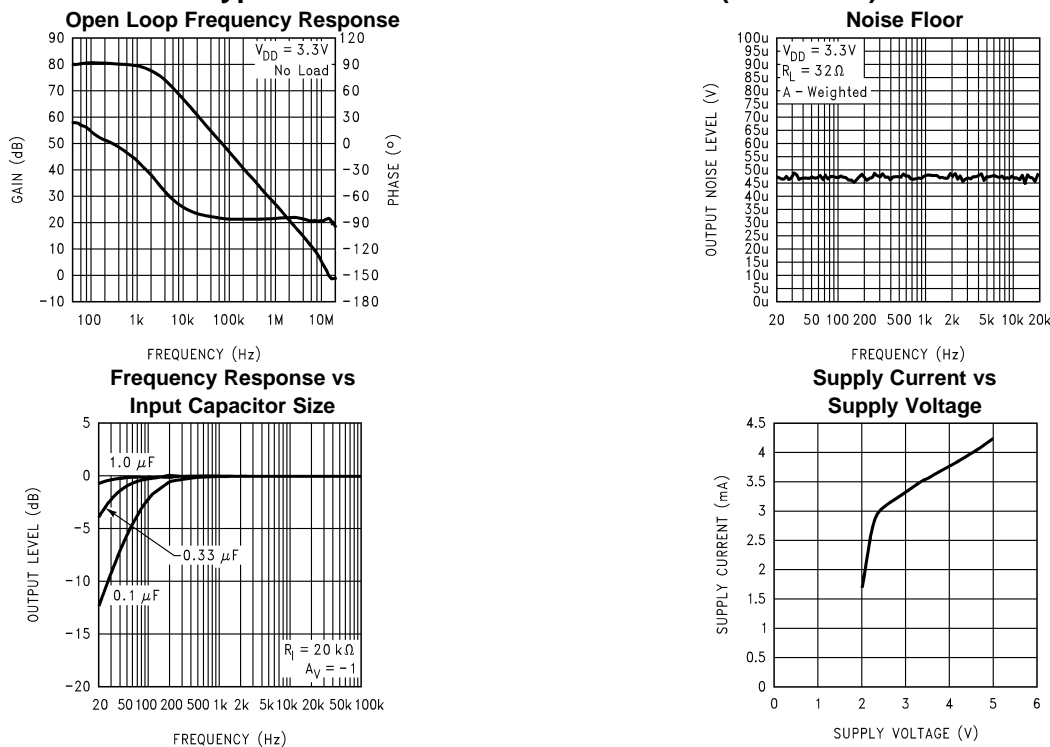 Open Loop Frequency Response
90
80
70
60
50
40
30
20
10
0
−10
GAIN (dB)
V_DD = 3.3V
No Load
120
90
60
30
0
−30
−60
−90
−120
−150
−180
PHASE (°)
100 1k 10k 100k 1M 10M
FREQUENCY (Hz)
Noise Floor
100u
95u
90u
85u
80u
75u
70u
65u
60u
55u
50u
45u
40u
35u
30u
25u
20u
15u
10u
5u
0u
OUTPUT NOISE LEVEL (V)
V_DD = 3.3V
R_L = 32Ω
A - Weighted
20 50 100 200 500 1k 2k 5k 10k 20k
FREQUENCY (Hz)
Frequency Response vs
Input Capacitor Size
5
0
−5
−10
−15
−20
OUTPUT LEVEL (dB)
1.0 µF
0.33 µF
0.1 µF
R_I = 20 kΩ
A_V = −1
20 50 100 200 500 1k 2k 5k 10k 20k 50k 100k
FREQUENCY (Hz)
Supply Current vs
Supply Voltage
4.5
4
3.5
3
2.5
2
1.5
1
0.5
0
SUPPLY CURRENT (mA)
0 1 2 3 4 5 6
SUPPLY VOLTAGE (V)